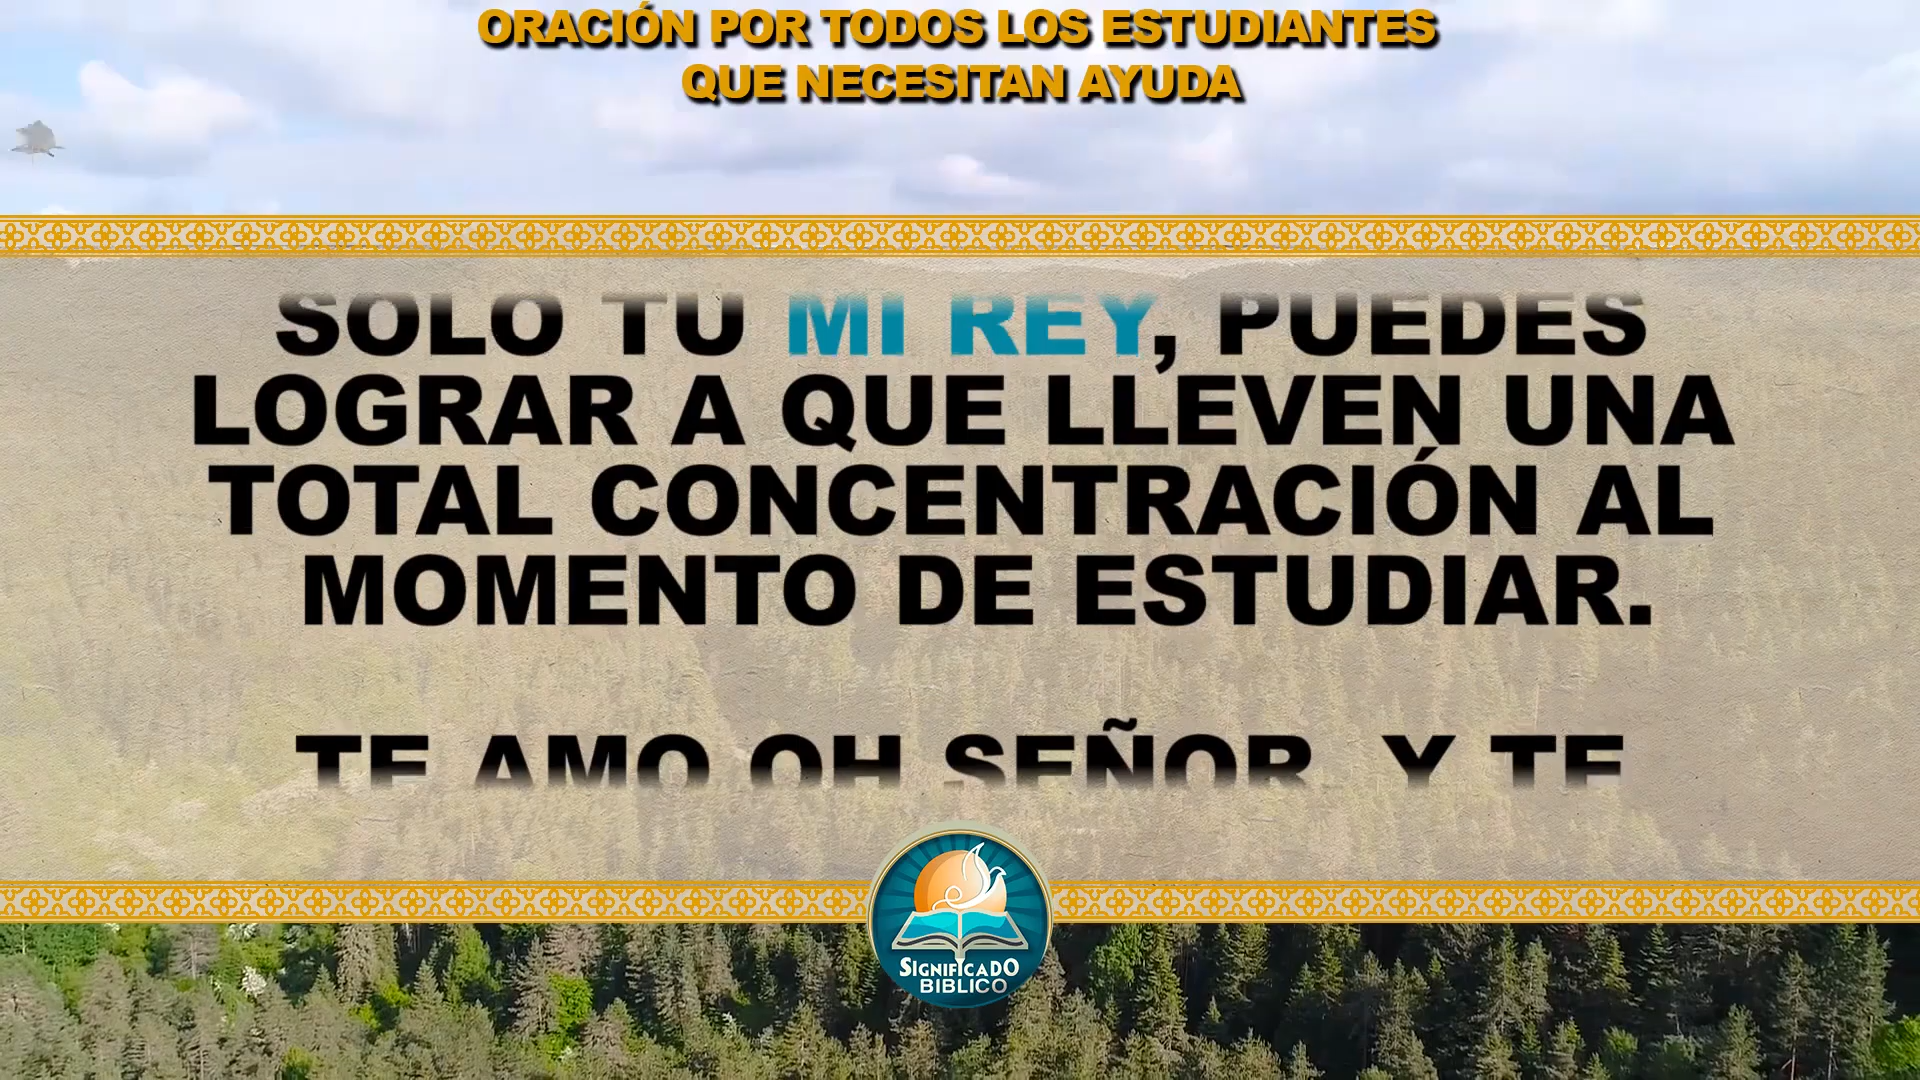 ORACIÓN POR TODOS LOS ESTUDIANTES
QUE NECESITAN AYUDA
SOLO TU MI REY, PUEDES
LOGRAR A QUE LLEVEN UNA
TOTAL CONCENTRACIÓN AL
MOMENTO DE ESTUDIAR.
TE AMO OH SEÑOR, Y TE
SIGNIFICADO
BIBLICO